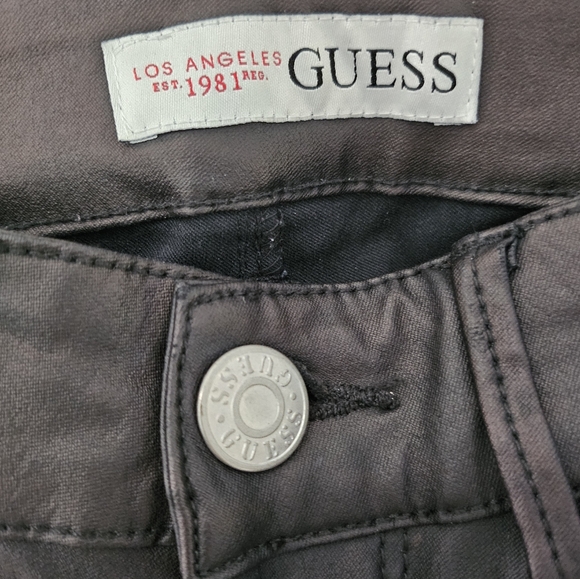 LOS ANGELES
EST. 1981 REG.
GUESS
GUESS · GUESS ·